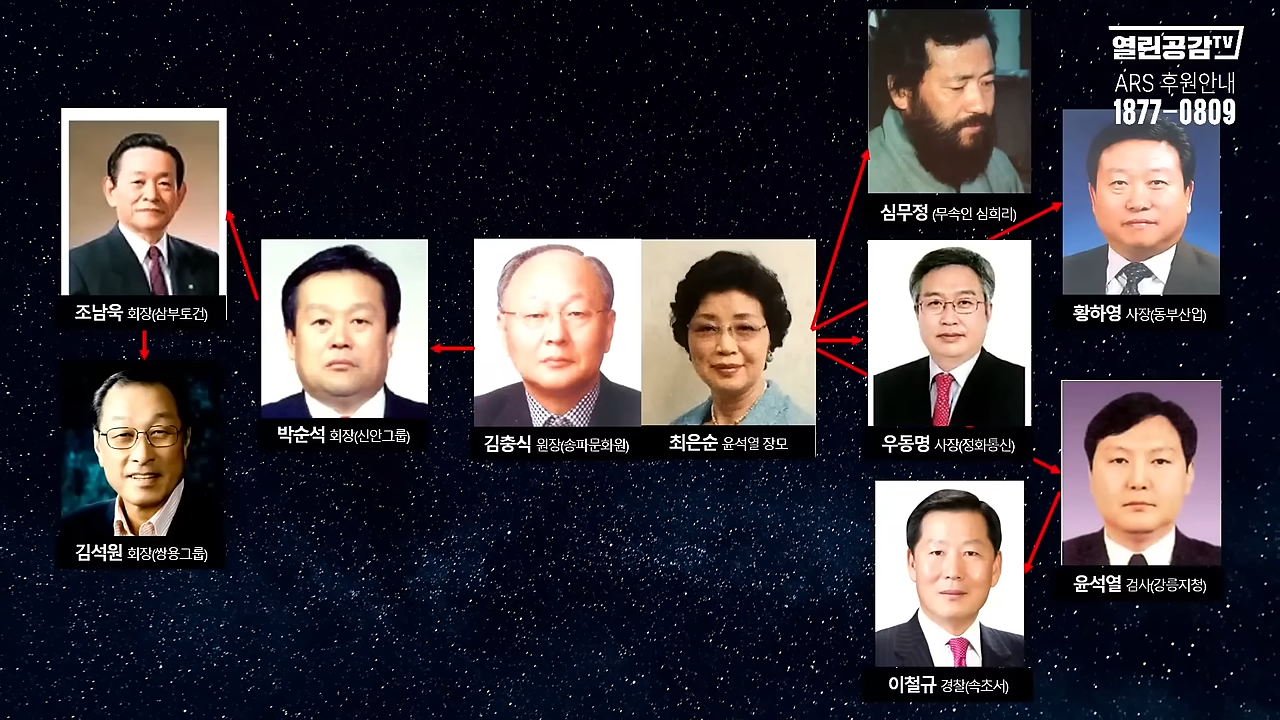 열린공감TV
ARS 후원안내
1877-0809
심무정 (무속인 심희리)
조남욱 회장(삼부토건)
황하영 사장(동부산업)
박순석 회장(신안그룹)
김충식 원장(송파문화원)
최은순 윤석열 장모
우동명 사장(정화통신)
김석원 회장(쌍용그룹)
윤석열 검사(강릉지청)
이철규 경찰(속초서)